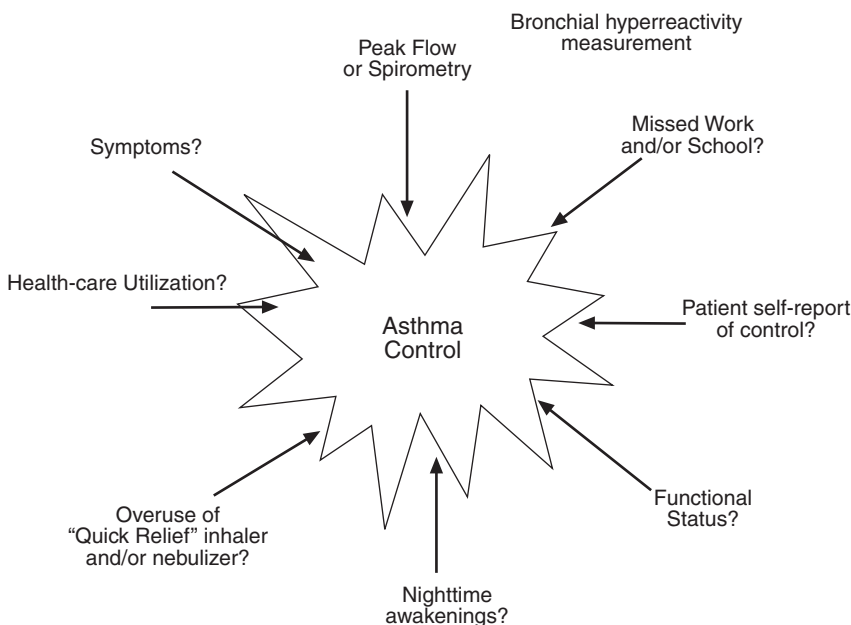 Bronchial hyperreactivity
measurement
Peak Flow
or Spirometry
Missed Work
and/or School?
Symptoms?
Health-care Utilization?
Patient self-report
of control?
Asthma
Control
Functional
Status?
Overuse of
“Quick Relief” inhaler
and/or nebulizer?
Nighttime
awakenings?